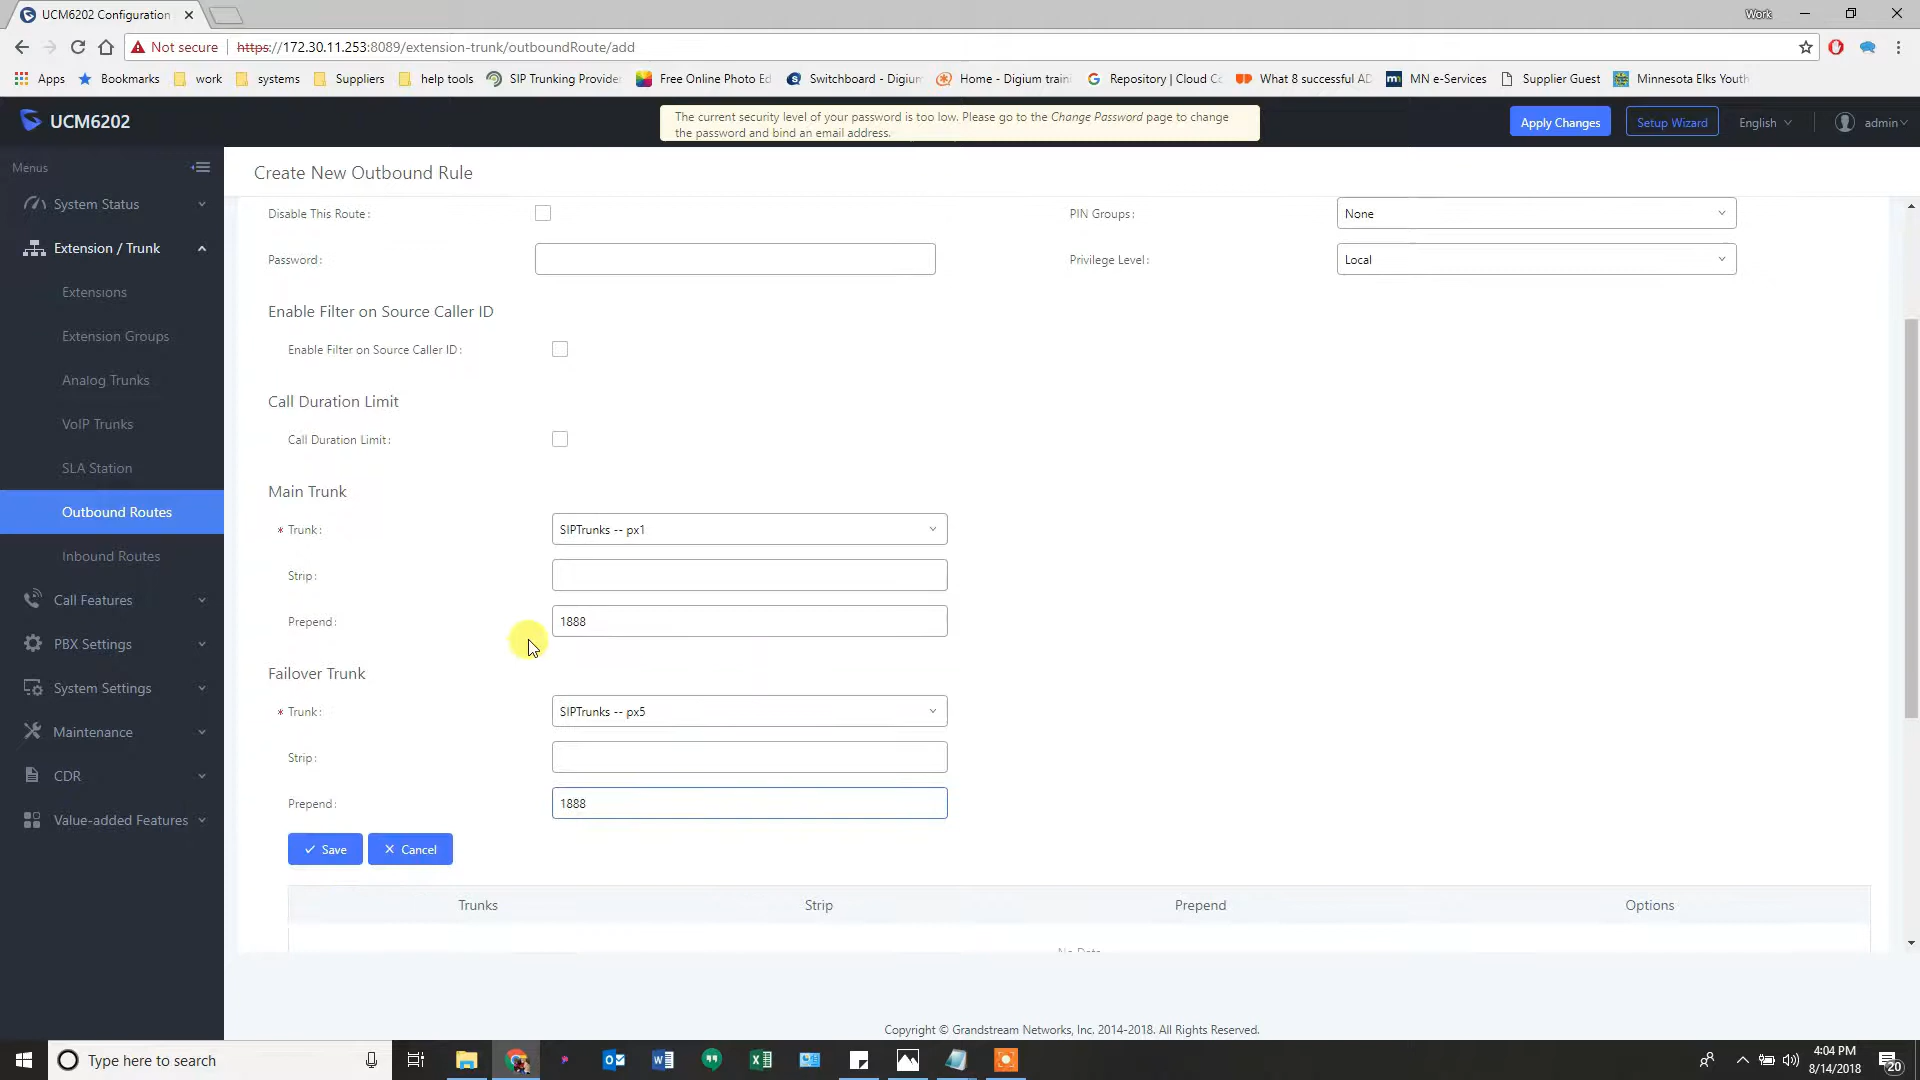 UCM6202 Configuration
Work
Not secure
https://172.30.11.253:8089/extension-trunk/outboundRoute/add
Apps
Bookmarks
work
systems
Suppliers
help tools
SIP Trunking Provide
Free Online Photo Ed
Switchboard - Digium
Home - Digium train
Repository | Cloud Co
What 8 successful AD
MN e-Services
Supplier Guest
Minnesota Elks Youth
UCM6202
The current security level of your password is too low. Please go to the Change Password page to change
the password and bind an email address.
Apply Changes
Setup Wizard
English
admin
Menus
Create New Outbound Rule
System Status
Extension / Trunk
Extensions
Extension Groups
Analog Trunks
VoIP Trunks
SLA Station
Outbound Routes
Inbound Routes
Call Features
PBX Settings
System Settings
Maintenance
CDR
Value-added Features
Disable This Route:
PIN Groups:
None
Password:
Privilege Level:
Local
Enable Filter on Source Caller ID
Enable Filter on Source Caller ID:
Call Duration Limit
Call Duration Limit:
Main Trunk
* Trunk:
SIPTrunks -- px1
Strip:
Prepend:
1888
Failover Trunk
* Trunk:
SIPTrunks -- px5
Strip:
Prepend:
1888
Save
Cancel
Trunks
Strip
Prepend
Options
No Data
Copyright © Grandstream Networks, Inc. 2014-2018. All Rights Reserved.
Type here to search
4:04 PM
8/14/2018
20